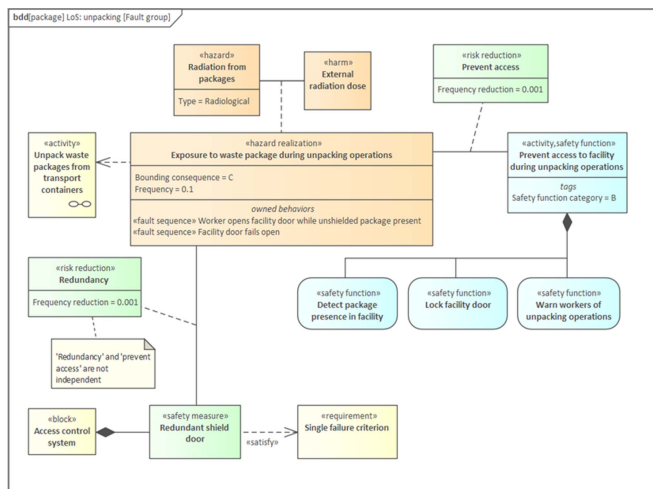 bdd [package] LoS: unpacking [Fault group]
«hazard»
Radiation from
packages
Type = Radiological
«harm»
External
radiation dose
«risk reduction»
Prevent access
Frequency reduction = 0.001
«activity»
Unpack waste
packages from
transport
containers
«hazard realization»
Exposure to waste package during unpacking operations
Bounding consequence = C
Frequency = 0.1
owned behaviors
«fault sequence» Worker opens facility door while unshielded package present
«fault sequence» Facility door fails open
«activity,safety function»
Prevent access to facility
during unpacking operations
tags
Safety function category = B
«risk reduction»
Redundancy
Frequency reduction = 0.001
«safety function»
Detect package
presence in facility
«safety function»
Lock facility door
«safety function»
Warn workers of
unpacking operations
'Redundancy' and 'prevent
access' are not
independent
«block»
Access control
system
«safety measure»
Redundant shield
door
«satisfy»
«requirement»
Single failure criterion